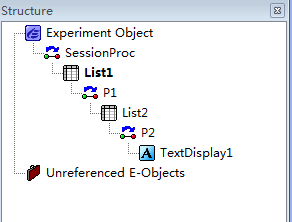 Structure
Experiment Object
SessionProc
List1
P1
List2
P2
TextDisplay1
Unreferenced E-Objects